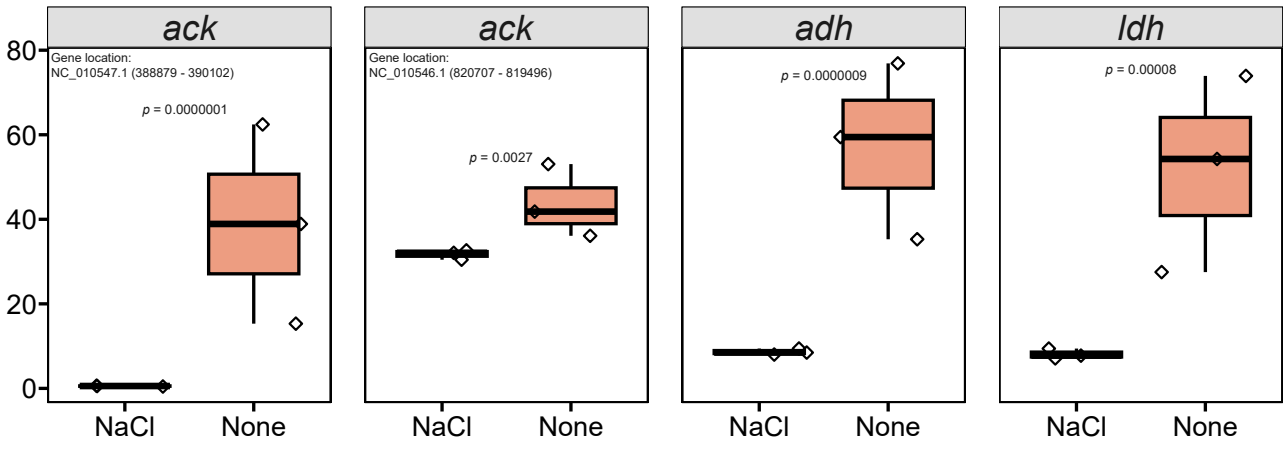 ack
ack
adh
ldh
Gene location:
NC_010547.1 (388879 - 390102)
Gene location:
NC_010546.1 (820707 - 819496)
p = 0.0000001
p = 0.0027
p = 0.0000009
p = 0.00008
80
60
40
20
0
NaCl
None
NaCl
None
NaCl
None
NaCl
None